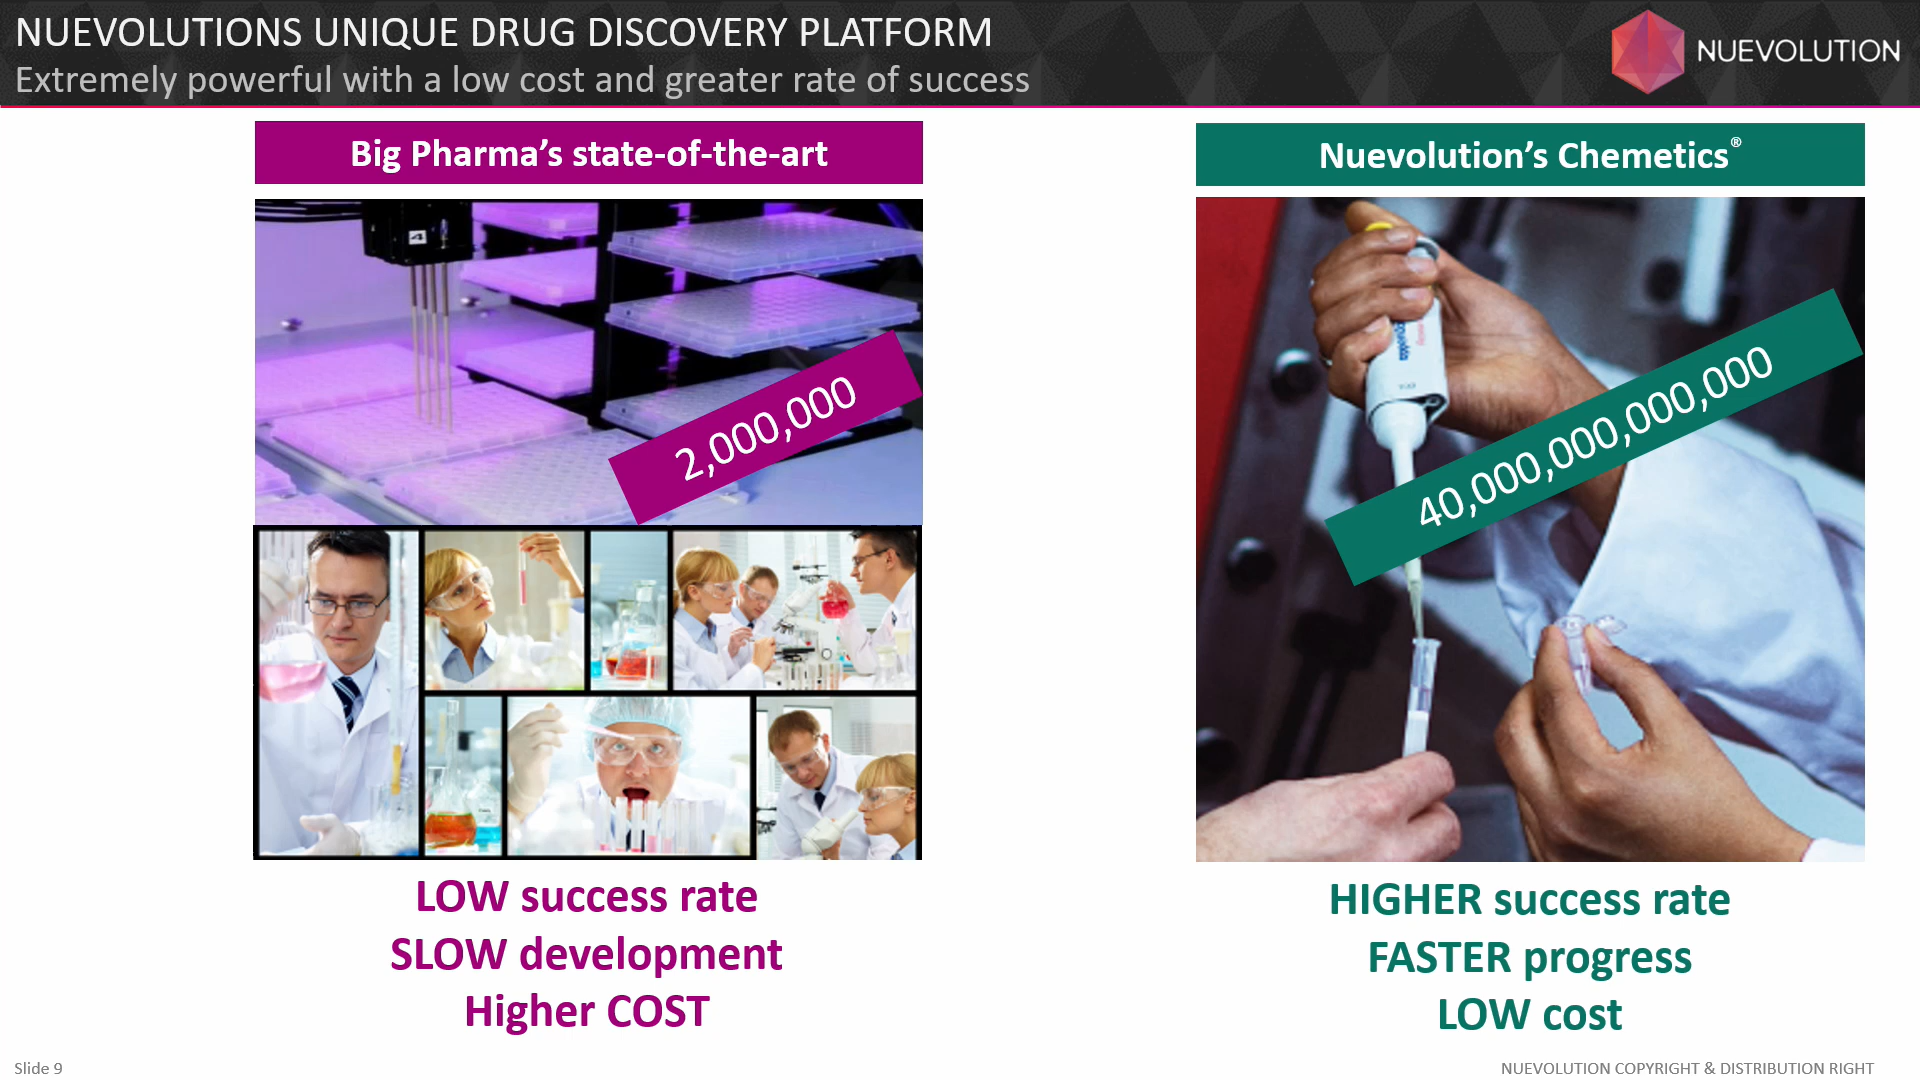 NUEVOLUTIONS UNIQUE DRUG DISCOVERY PLATFORM
Extremely powerful with a low cost and greater rate of success
NUEVOLUTION
Big Pharma’s state-of-the-art
4
2,000,000
LOW success rate
SLOW development
Higher COST
Nuevolution’s Chemetics®
40,000,000,000,000
HIGHER success rate
FASTER progress
LOW cost
Slide 9
NUEVOLUTION COPYRIGHT & DISTRIBUTION RIGHT